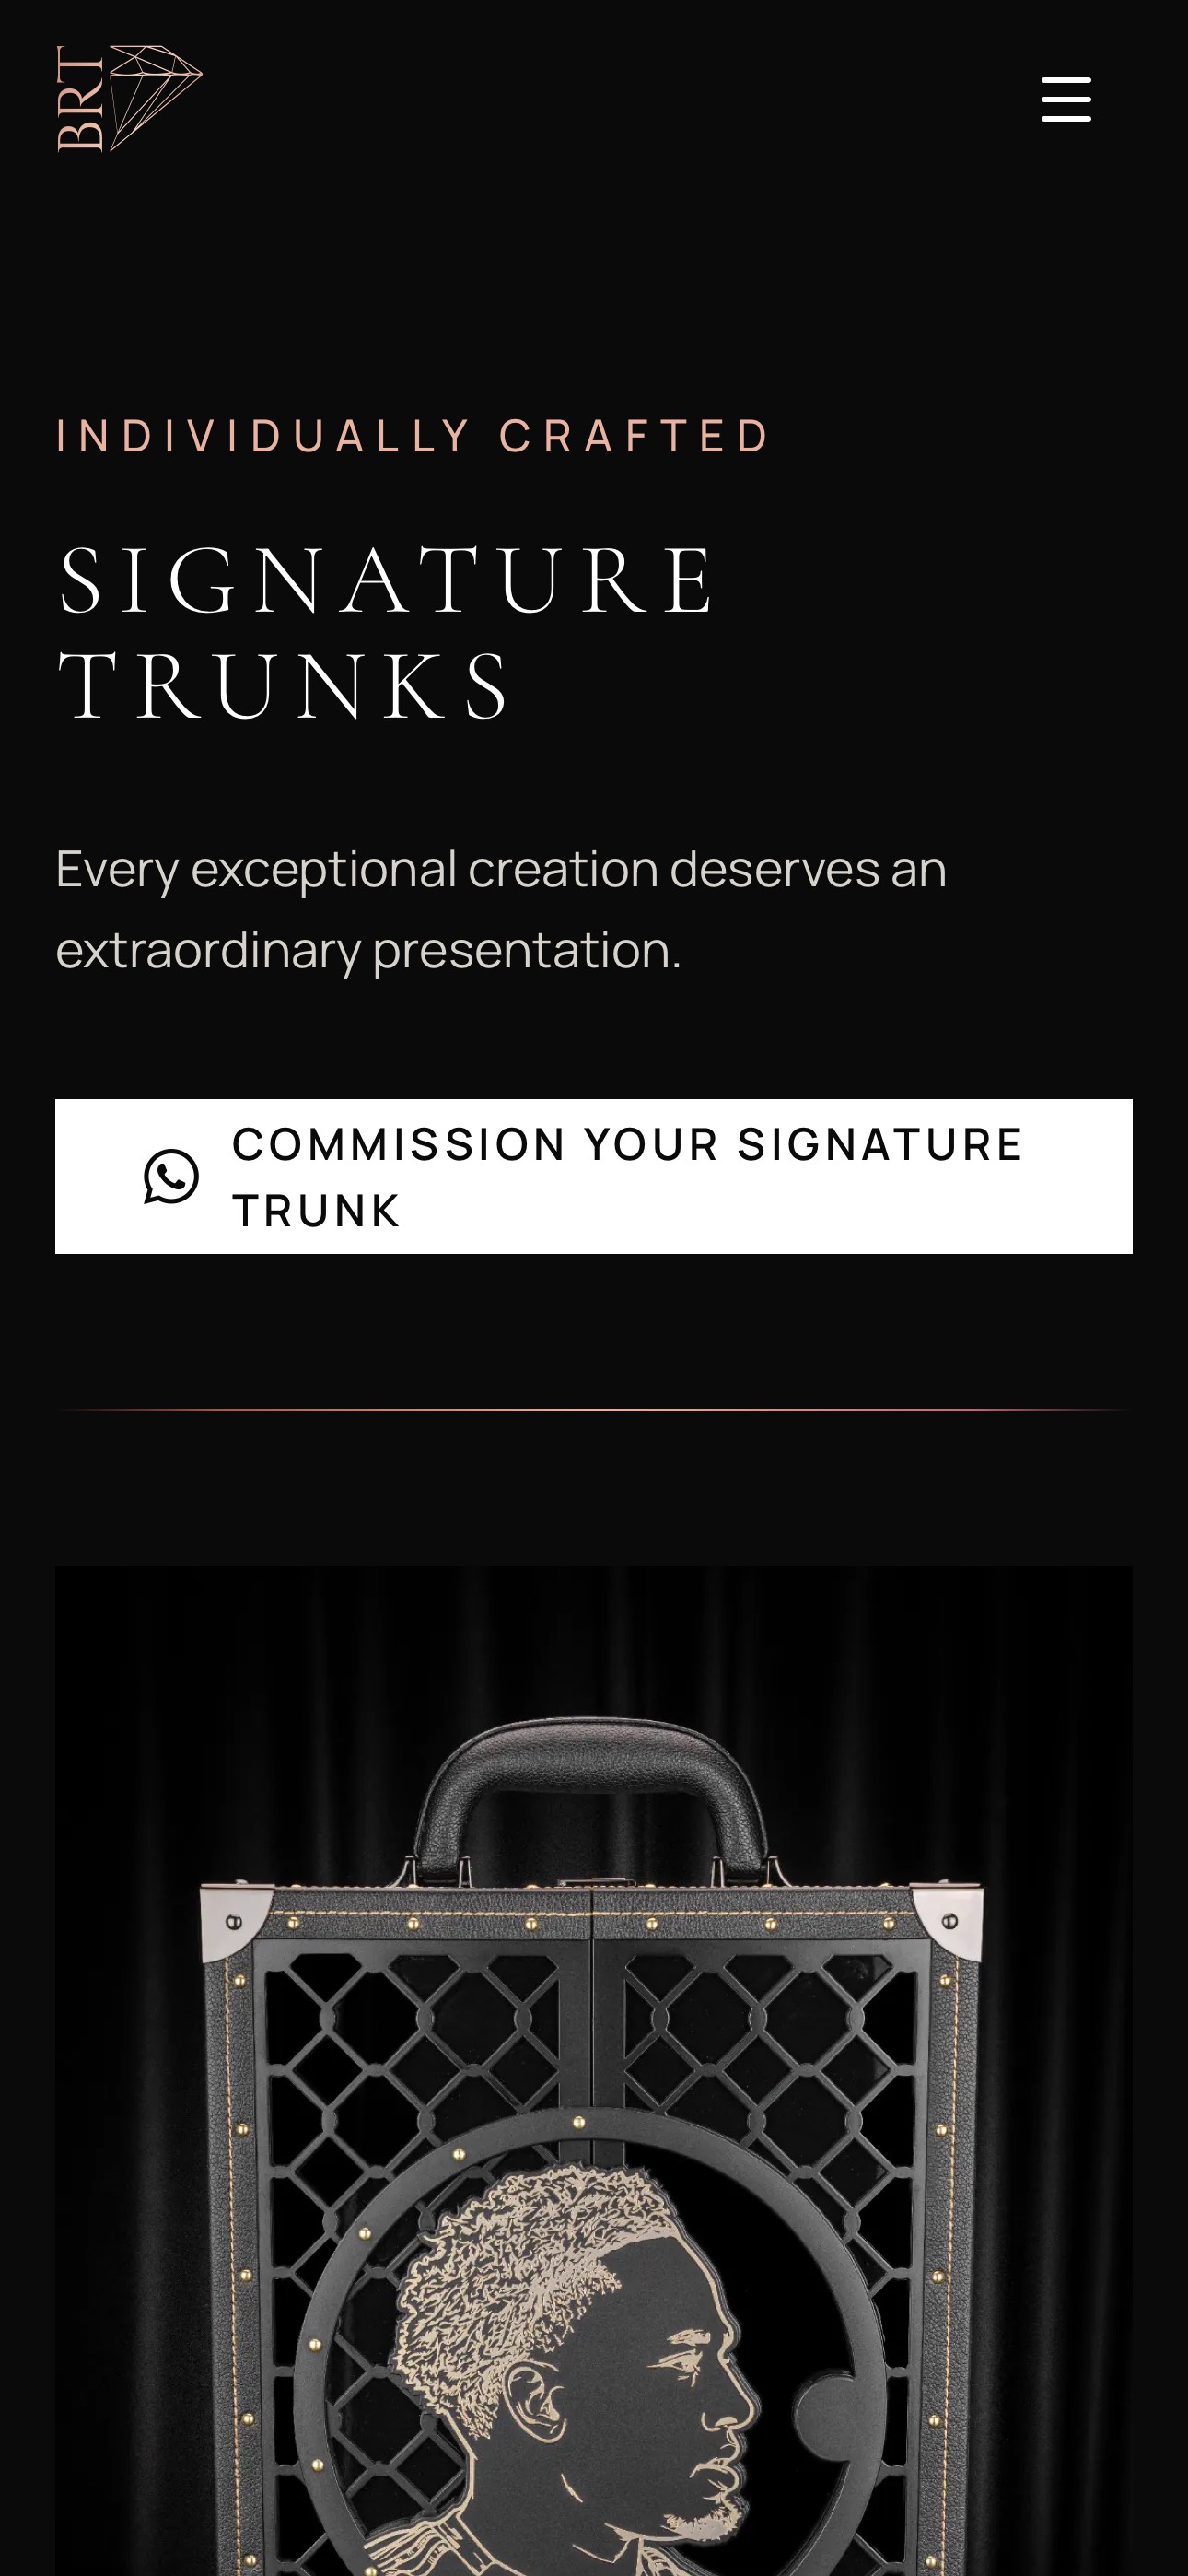 BRT
INDIVIDUALLY CRAFTED
SIGNATURE
TRUNKS
Every exceptional creation deserves an
extraordinary presentation.
COMMISSION YOUR SIGNATURE
TRUNK